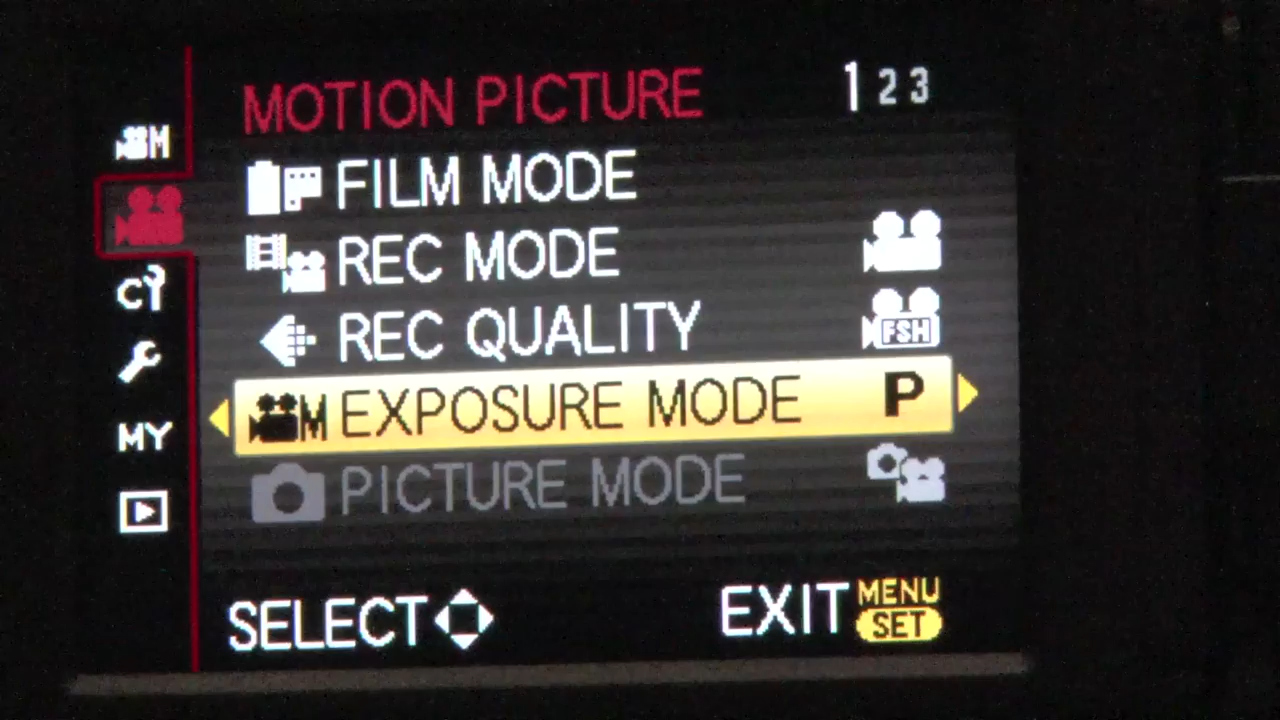 MOTION PICTURE 1 2 3
M
FILM MODE
REC MODE
C
REC QUALITY FSH
M EXPOSURE MODE P
MY
PICTURE MODE
SELECT EXIT MENU
SET